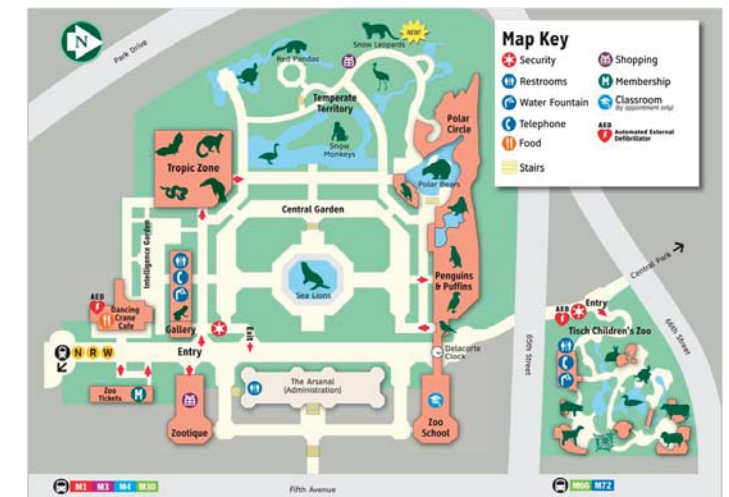 N
Park Drive
Red Pandas
Snow Leopards
NEW!
Temperate
Territory
Snow
Monkeys
Polar
Circle
Polar Bears
Tropic Zone
Central Garden
Intelligence Garden
Sea Lions
Penguins
& Puffins
AED
Dancing
Crane
Cafe
Gallery
Entry
Exit
Delacorte
Clock
N R W
Zoo
Tickets
M
Zootique
The Arsenal
(Administration)
Zoo
School
M1 M3 M4 M30
Fifth Avenue
65th Street
66th Street
Central Park
AED
Entry
Tisch Children's Zoo
M66 M72
Map Key
Security
Restrooms
Water Fountain
Telephone
Food
Stairs
Shopping
M Membership
Classroom
(by appointment only)
AED
Automated External
Defibrillator